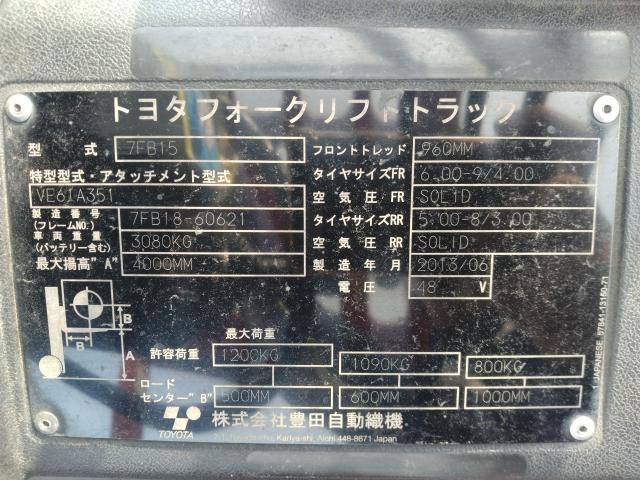 トヨタフォークリフトトラック
型 式 7FB15
フロントトレッド 960MM
特型型式・アタッチメント型式
タイヤサイズFR 6.00-9/4.00
VE61A351
空 気 圧 FR SOLID
製造番号 (フレームNO.) 7FB18-60621
タイヤサイズRR 5.00-8/3.00
車両重量 (バッテリー含む) 3080KG
空 気 圧 RR SOLID
最大揚高"A" 4000MM
製 造 年 月 2013/06
電 圧 48 V
B
B
A
最大荷重
許容荷重 1200KG 1090KG 800KG
ロード
センター"B" 500MM 600MM 1000MM
TOYOTA
株式会社豊田自動織機
Kariya-shi, Aichi 448-8671 Japan
JAPANESE 57841-13160-71